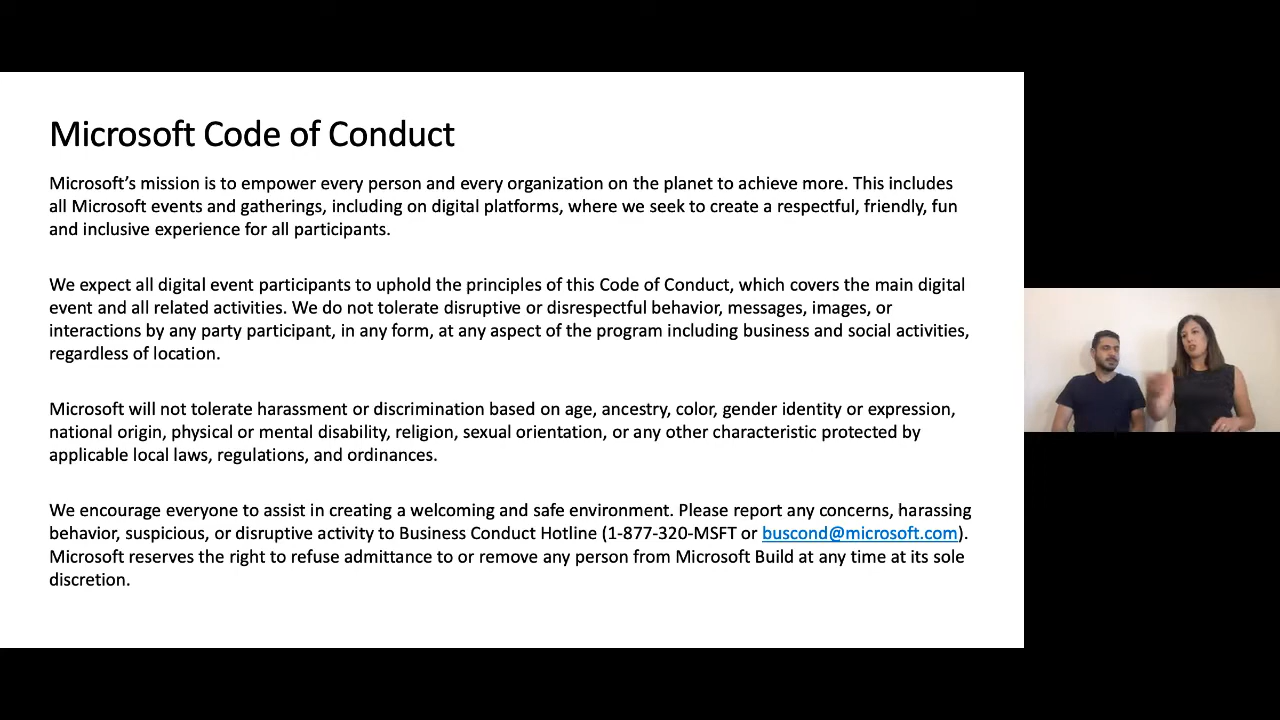 Microsoft Code of Conduct
Microsoft's mission is to empower every person and every organization on the planet to achieve more. This includes
all Microsoft events and gatherings, including on digital platforms, where we seek to create a respectful, friendly, fun
and inclusive experience for all participants.
We expect all digital event participants to uphold the principles of this Code of Conduct, which covers the main digital
event and all related activities. We do not tolerate disruptive or disrespectful behavior, messages, images, or
interactions by any party participant, in any form, at any aspect of the program including business and social activities,
regardless of location.
Microsoft will not tolerate harassment or discrimination based on age, ancestry, color, gender identity or expression,
national origin, physical or mental disability, religion, sexual orientation, or any other characteristic protected by
applicable local laws, regulations, and ordinances.
We encourage everyone to assist in creating a welcoming and safe environment. Please report any concerns, harassing
behavior, suspicious, or disruptive activity to Business Conduct Hotline (1-877-320-MSFT or buscond@microsoft.com).
Microsoft reserves the right to refuse admittance to or remove any person from Microsoft Build at any time at its sole
discretion.